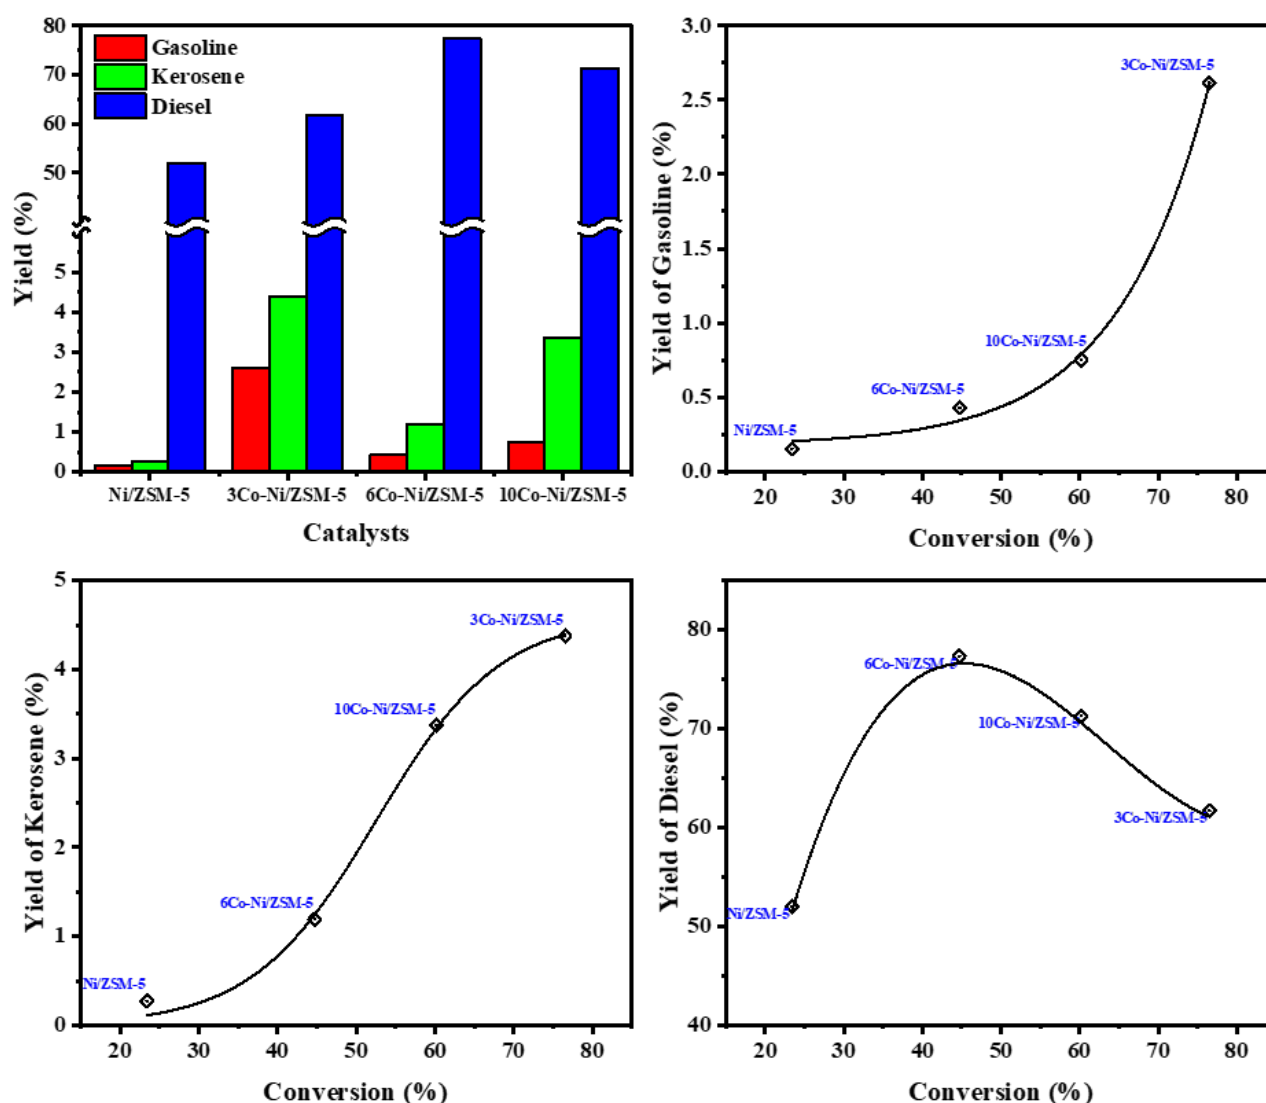 80
70
60
50
5
4
3
2
1
0
Yield (%)
Gasoline
Kerosene
Diesel
Ni/ZSM-5 3Co-Ni/ZSM-5 6Co-Ni/ZSM-5 10Co-Ni/ZSM-5
Catalysts
3.0
2.5
2.0
1.5
1.0
0.5
0.0
Yield of Gasoline (%)
3Co-Ni/ZSM-5
10Co-Ni/ZSM-5
6Co-Ni/ZSM-5
Ni/ZSM-5
20 30 40 50 60 70 80
Conversion (%)
5
4
3
2
1
0
Yield of Kerosene (%)
3Co-Ni/ZSM-5
10Co-Ni/ZSM-5
6Co-Ni/ZSM-5
Ni/ZSM-5
20 30 40 50 60 70 80
Conversion (%)
80
70
60
50
40
Yield of Diesel (%)
6Co-Ni/ZSM-5
10Co-Ni/ZSM-5
3Co-Ni/ZSM-5
Ni/ZSM-5
20 30 40 50 60 70 80
Conversion (%)